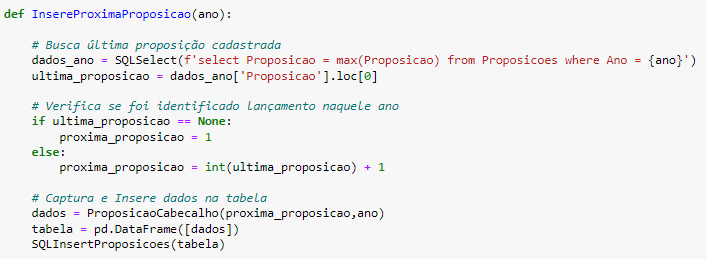 def InsereProximaProposicao(ano):
# Busca última proposição cadastrada
dados_ano = SQLSelect(f'select Proposicao = max(Proposicao) from Proposicoes where Ano = {ano}')
ultima_proposicao = dados_ano['Proposicao'].loc[0]
# Verifica se foi identificado lançamento naquele ano
if ultima_proposicao == None:
proxima_proposicao = 1
else:
proxima_proposicao = int(ultima_proposicao) + 1
# Captura e Insere dados na tabela
dados = ProposicaoCabecalho(proxima_proposicao,ano)
tabela = pd.DataFrame([dados])
SQLInsertProposicoes(tabela)